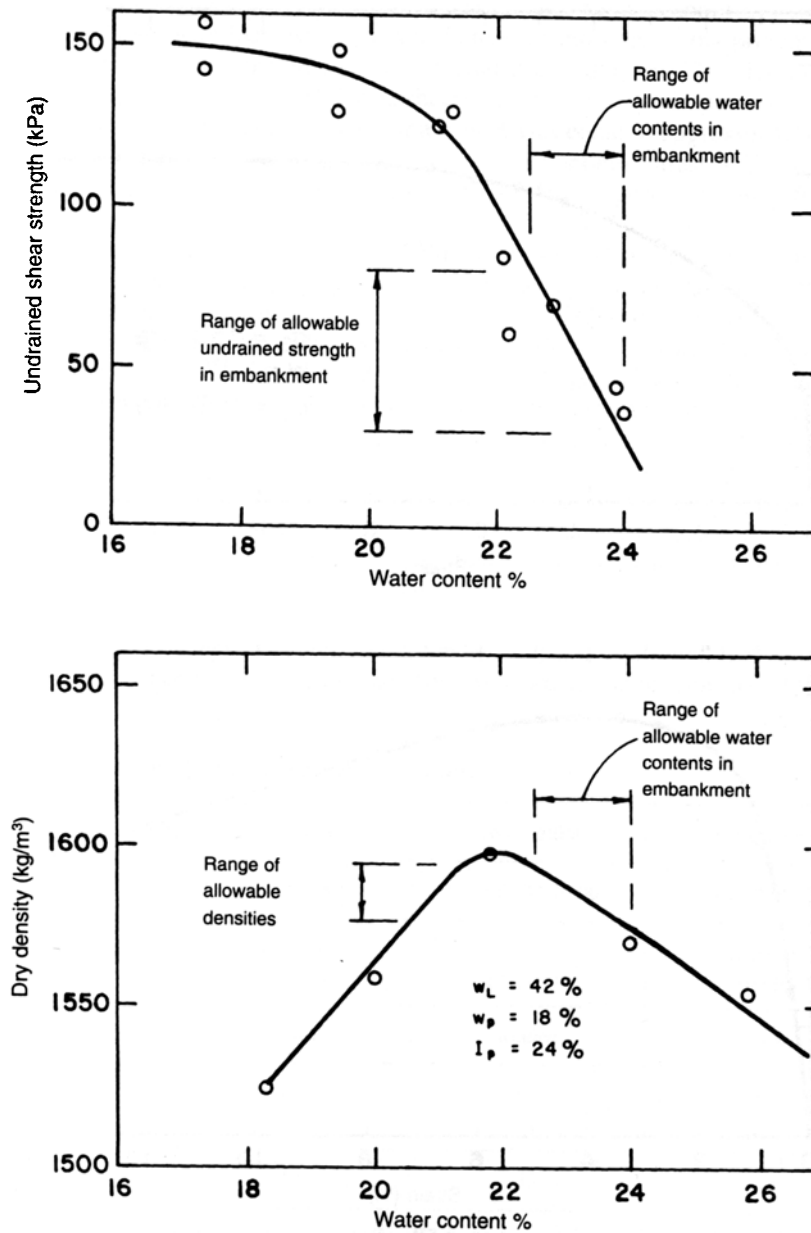 Undrained shear strength (kPa)
150
100
50
0
Range of
allowable water
contents in
embankment
Range of allowable
undrained strength
in embankment
16
18
20
22
24
26
Water content %
Dry density (kg/m³)
1650
1600
1550
1500
Range of
allowable water
contents in
embankment
Range of
allowable
densities
w_L = 42 %
w_P = 18 %
I_P = 24 %
16
18
20
22
24
26
Water content %